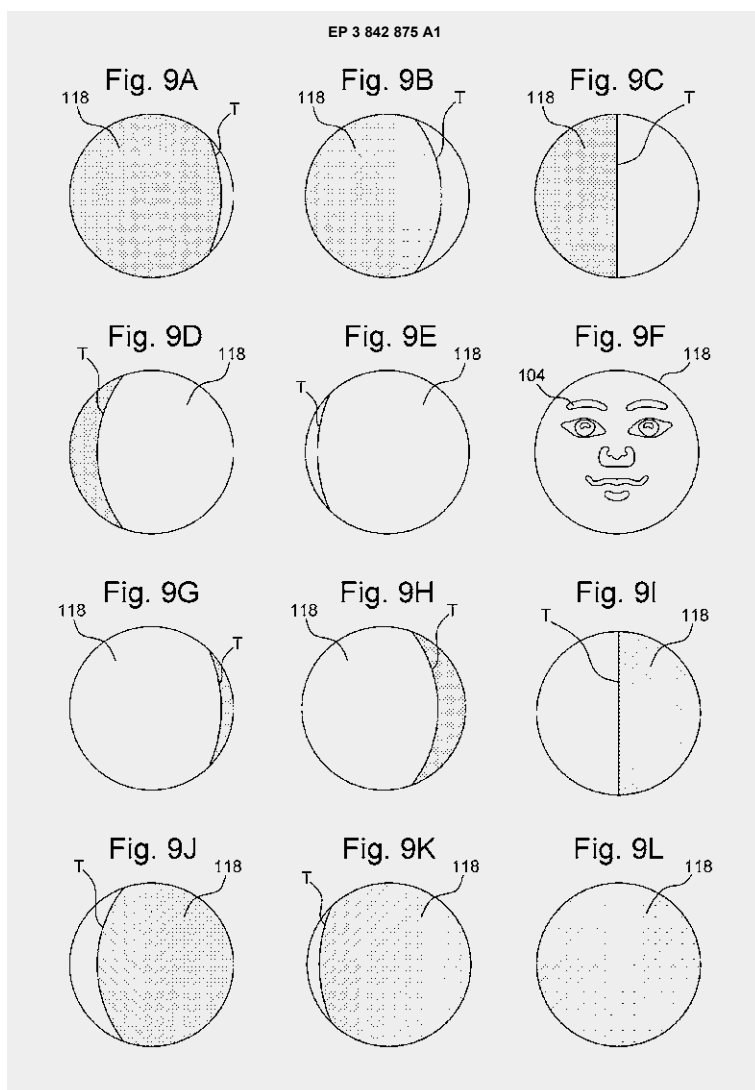 EP 3 842 875 A1
Fig. 9A Fig. 9B Fig. 9C
118 T 118 T 118 T
Fig. 9D Fig. 9E Fig. 9F
T 118 T 118 104 118
Fig. 9G Fig. 9H Fig. 9I
118 T 118 T T 118
Fig. 9J Fig. 9K Fig. 9L
T 118 T 118 118